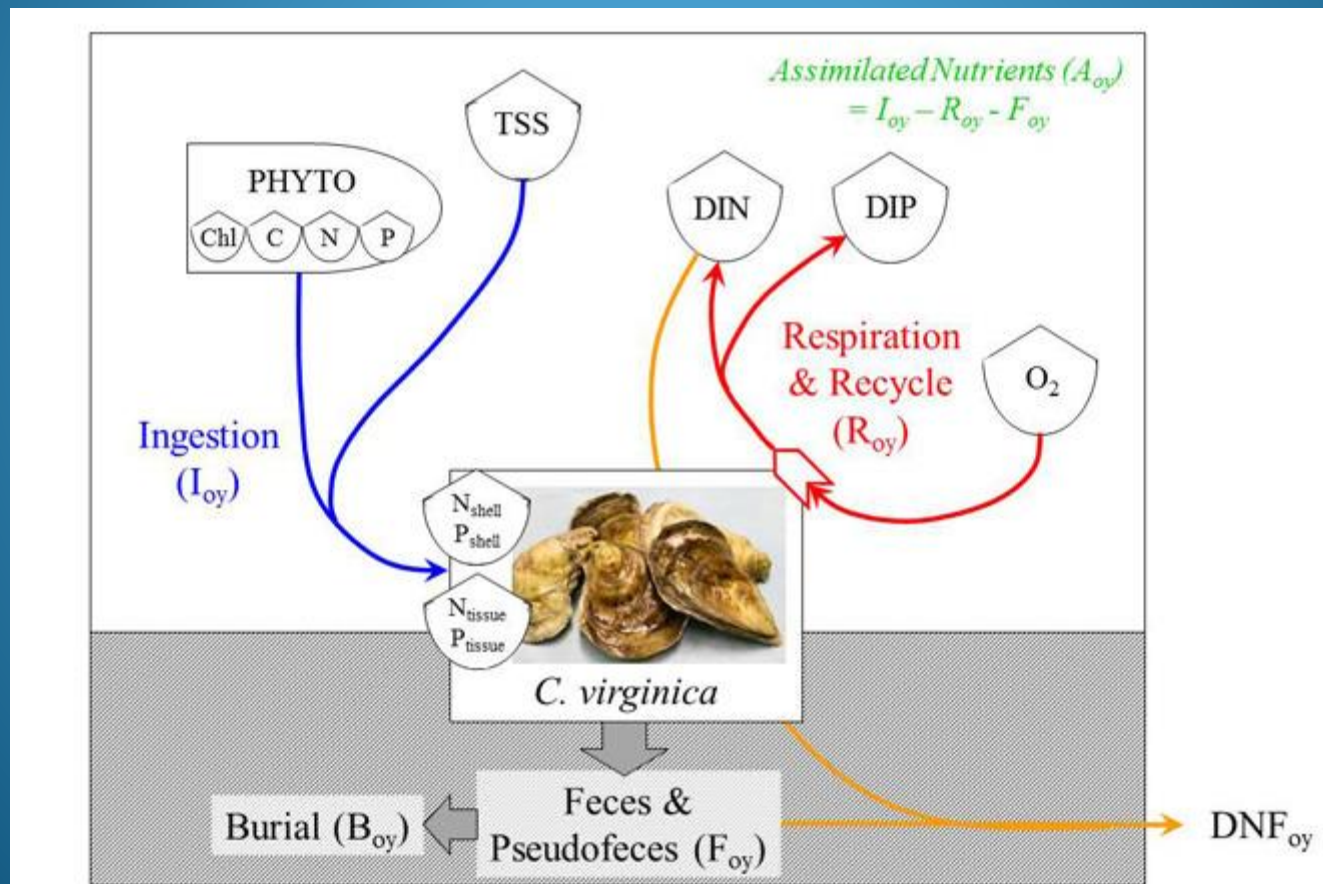 Assimilated Nutrients (Aoy)
= Ioy – Roy - Foy
TSS
PHYTO
Chl C N P
DIN
DIP
Respiration
& Recycle
(Roy)
O2
Ingestion
(Ioy)
Nshell
Pshell
Ntissue
Ptissue
C. virginica
Feces &
Pseudofeces (Foy)
Burial (Boy)
DNFoy